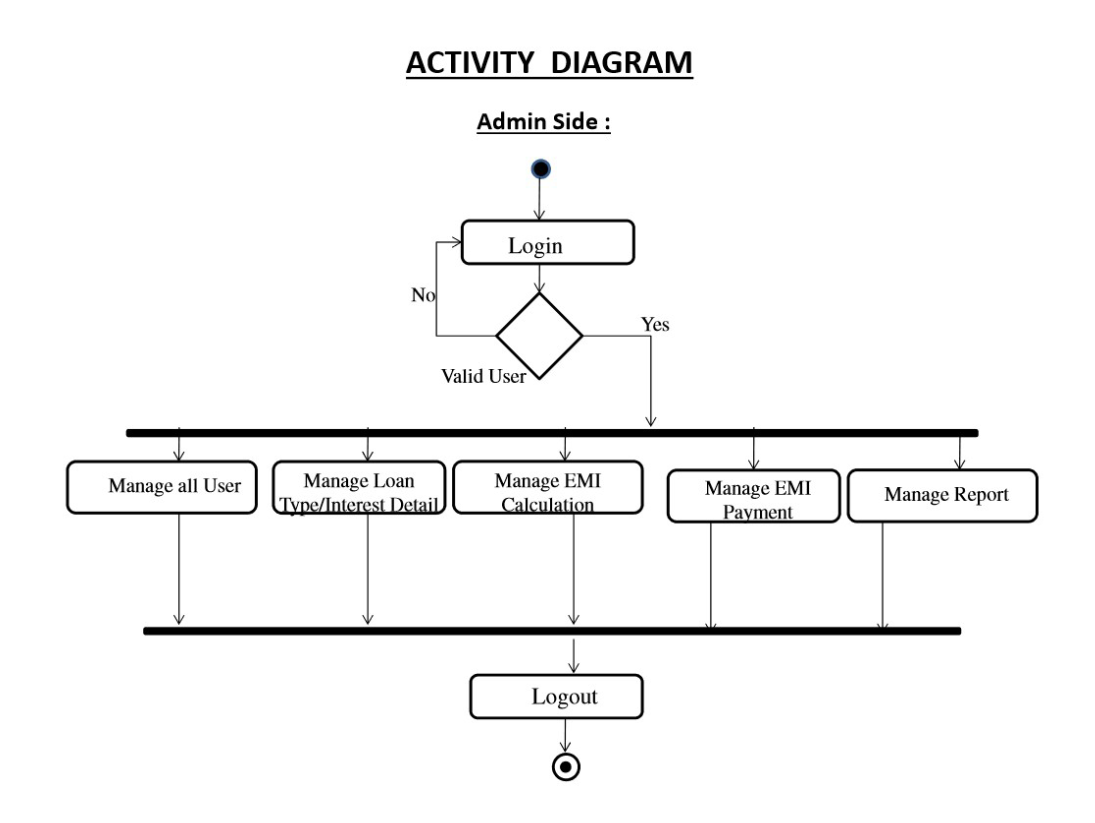 ACTIVITY DIAGRAM
Admin Side :
Login
No
Yes
Valid User
Manage all User
Manage Loan
Type/Interest Detail
Manage EMI
Calculation
Manage EMI
Payment
Manage Report
Logout